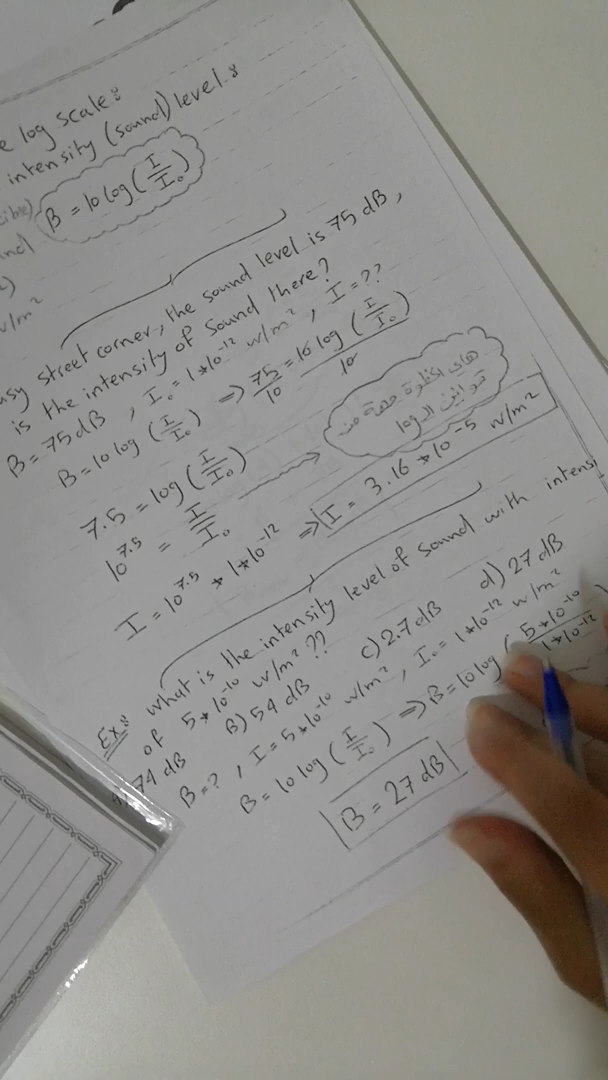 e log scale:
intensity (sound) level:
cible)
B = 10 log (I/I₀)
w/m²
usy street corner, the sound level is 75 dB,
is the intensity of sound there?
B = 75 dB , I₀ = 1*10⁻¹² w/m² , I = ??
B = 10 log (I/I₀) ⇒ 75/10 = 10 log (I/I₀)/10
7.5 = log (I/I₀)
10^7.5 = I/I₀
هاي الخطوة جاية من
قوانين الـ log
I = 10^7.5 * 1*10⁻¹² ⇒ I = 3.16 *10⁻⁵ w/m²
Ex: what is the intensity level of sound with intensi
of 5*10⁻¹⁰ w/m² ??
74 dB B) 54 dB c) 2.7 dB d) 27 dB
B = ? , I = 5*10⁻¹⁰ w/m² , I₀ = 1*10⁻¹² w/m²
B = 10 log (I/I₀) ⇒ B = 10 log (5*10⁻¹⁰/1*10⁻¹²)
B = 27 dB